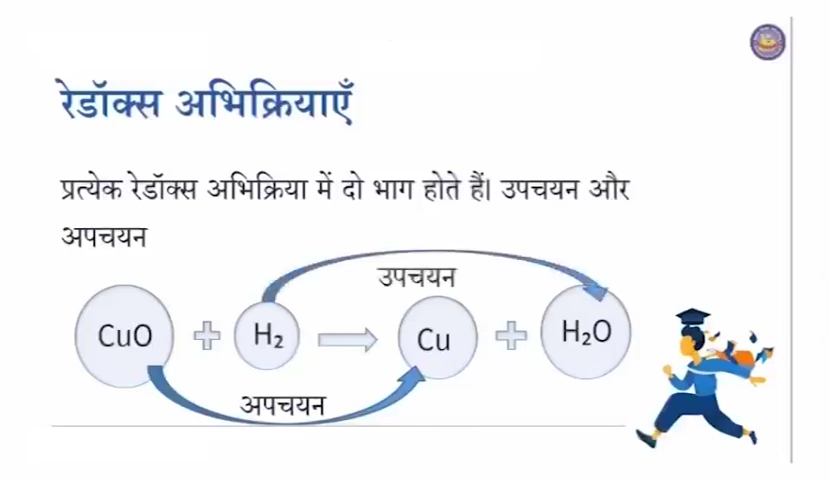 रेडॉक्स अभिक्रियाएँ
प्रत्येक रेडॉक्स अभिक्रिया में दो भाग होते हैं। उपचयन और
अपचयन
उपचयन
CuO + H₂ → Cu + H₂O
अपचयन